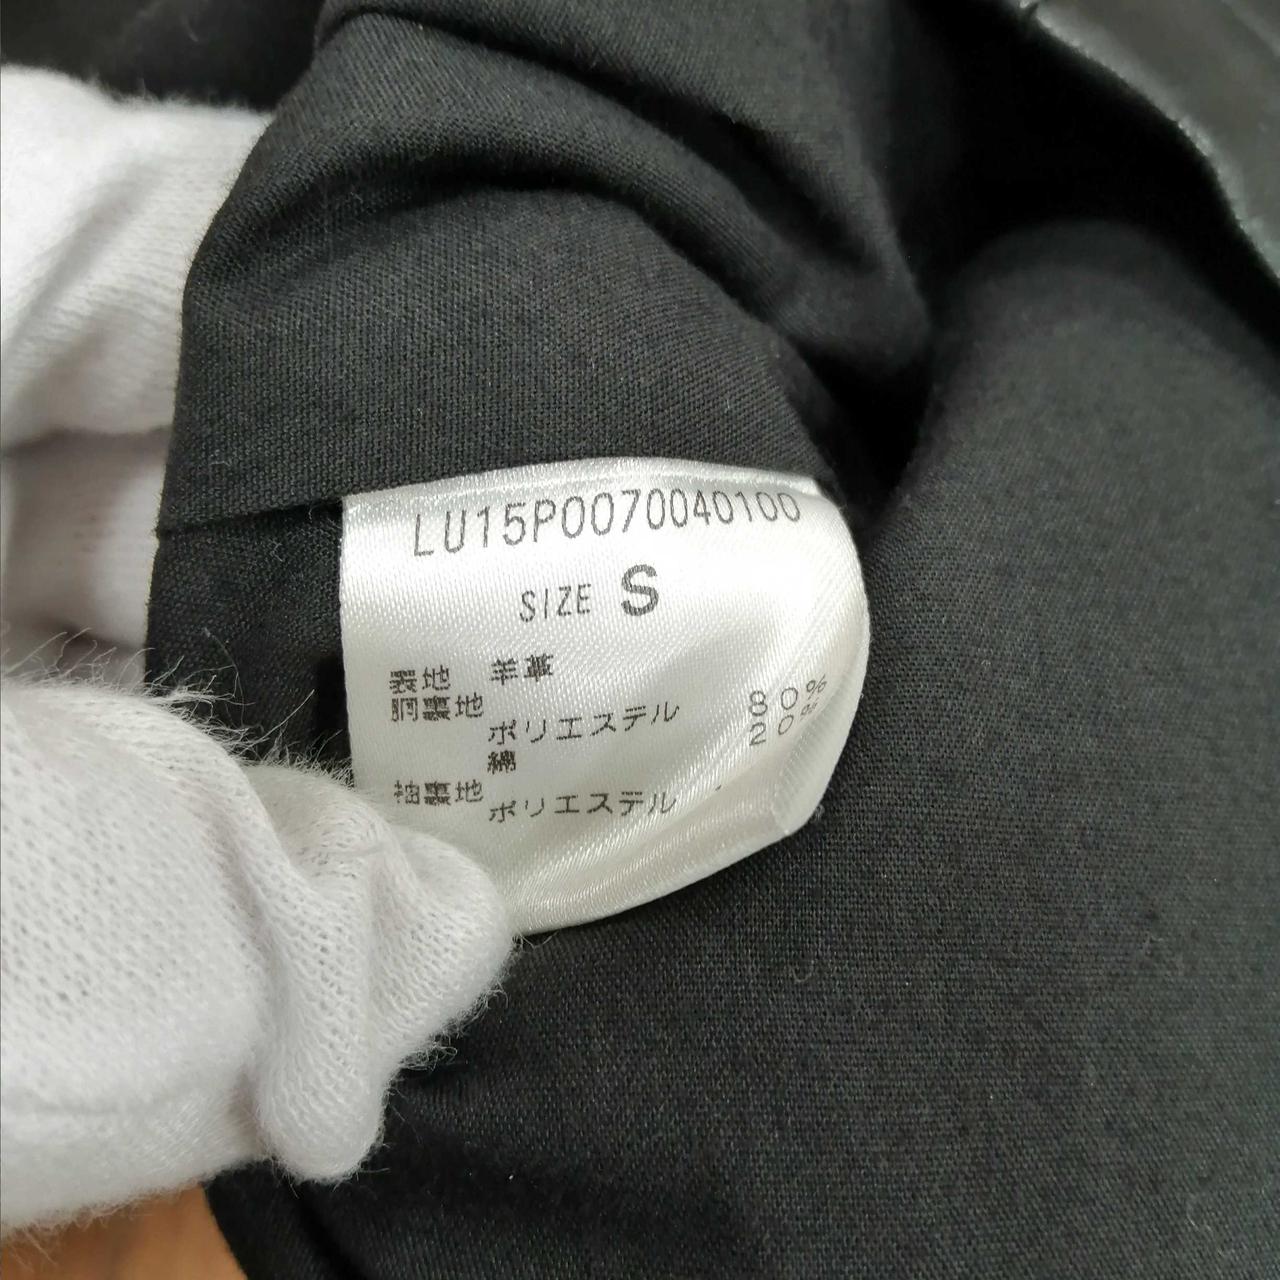 LU15P0070040100
SIZE S
表地 羊革
胴裏地
ポリエステル 80%
綿 20%
袖裏地
ポリエステル